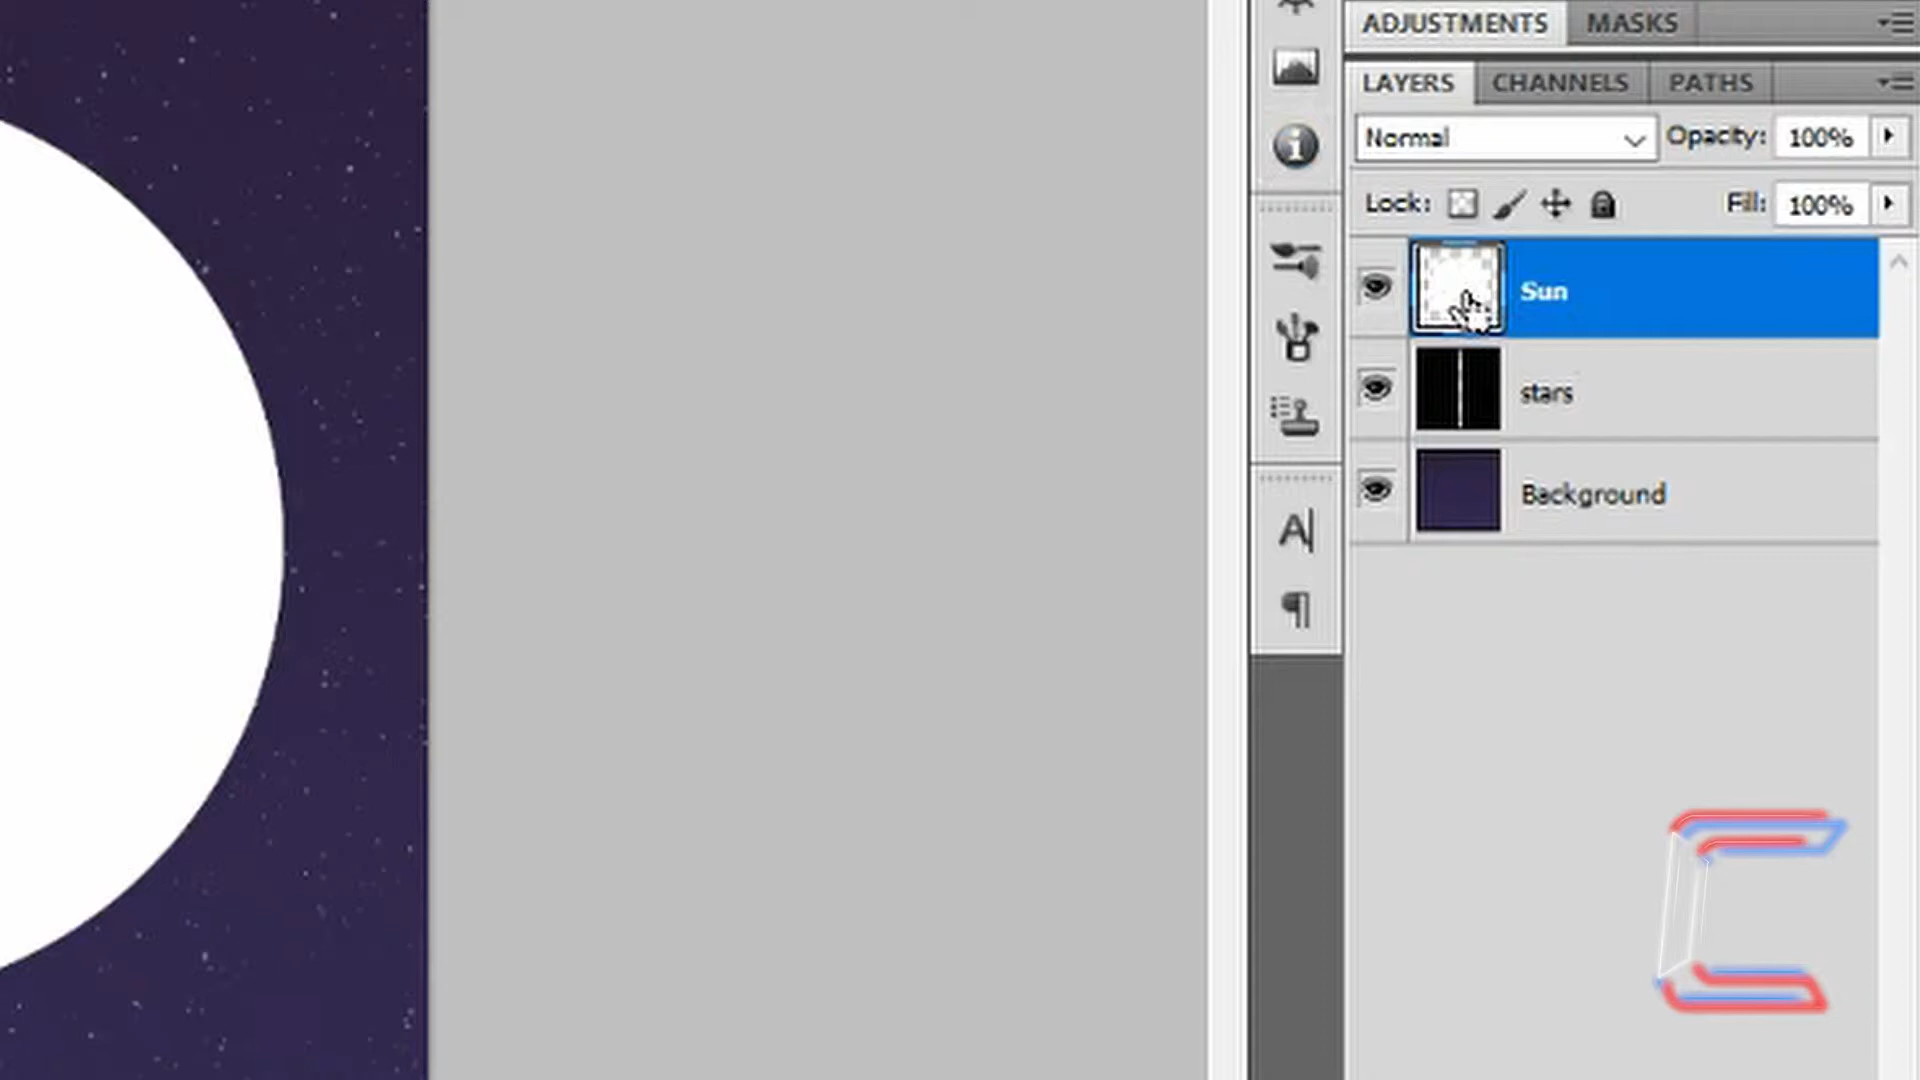 ADJUSTMENTS MASKS
LAYERS CHANNELS PATHS
Normal Opacity: 100%
Lock: Fill: 100%
Sun
stars
Background
A